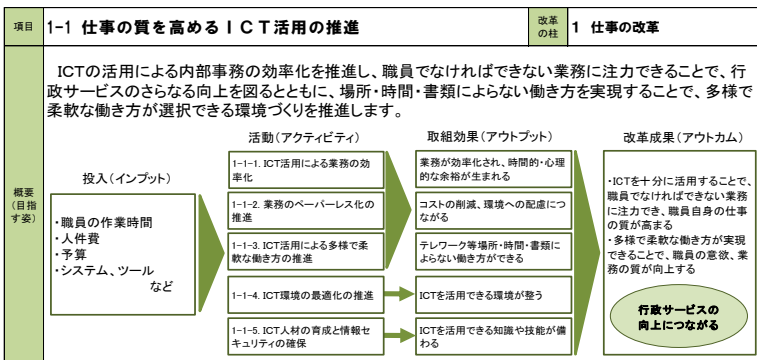 項目
1-1 仕事の質を高めるＩＣＴ活用の推進
改革
の柱
1 仕事の改革
概要
(目指
す姿)
ICTの活用による内部事務の効率化を推進し、職員でなければできない業務に注力できることで、行
政サービスのさらなる向上を図るとともに、場所・時間・書類によらない働き方を実現することで、多様で
柔軟な働き方が選択できる環境づくりを推進します。
投入(インプット)
・職員の作業時間
・人件費
・予算
・システム、ツール
など
活動(アクティビティ)
1-1-1. ICT活用による業務の効
率化
1-1-2. 業務のペーパーレス化の
推進
1-1-3. ICT活用による多様で柔
軟な働き方の推進
1-1-4. ICT環境の最適化の推進
1-1-5. ICT人材の育成と情報セ
キュリティの確保
取組効果(アウトプット)
業務が効率化され、時間的・心理
的な余裕が生まれる
コストの削減、環境への配慮につ
ながる
テレワーク等場所・時間・書類に
よらない働き方ができる
ICTを活用できる環境が整う
ICTを活用できる知識や技能が備
わる
改革成果(アウトカム)
・ICTを十分に活用することで、
職員でなければできない業務
に注力でき、職員自身の仕事
の質が高まる
・多様で柔軟な働き方が実現
できることで、職員の意欲、業
務の質が向上する
行政サービスの
向上につながる